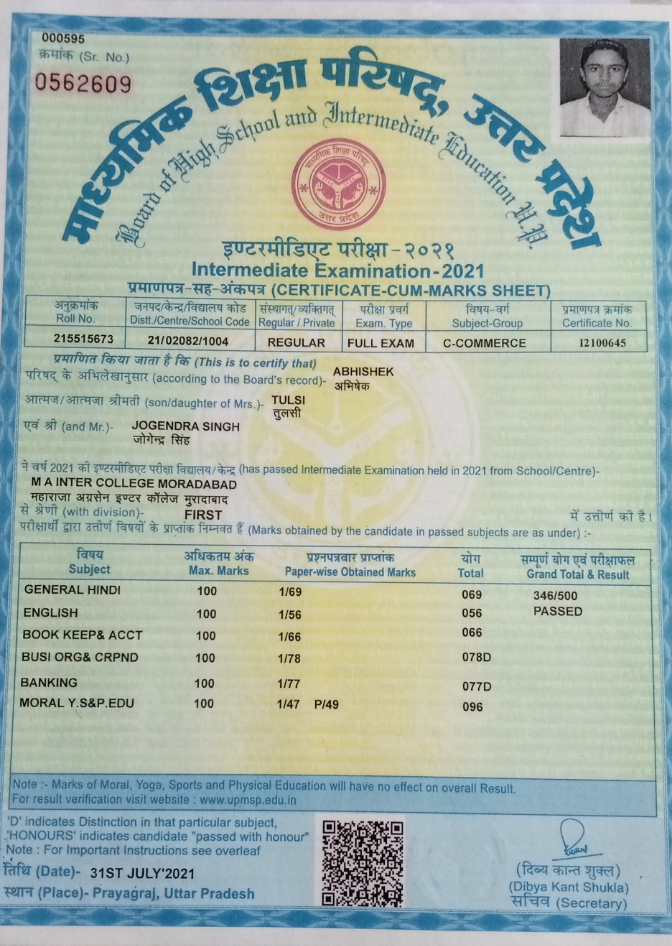 000595
क्रमांक (Sr. No.)
0562609
माध्यमिक शिक्षा परिषद्, उत्तर प्रदेश
Board of High School and Intermediate Education U.P.
माध्यमिक शिक्षा परिषद्
उत्तर प्रदेश
इण्टरमीडिएट परीक्षा-२०२१
Intermediate Examination-2021
प्रमाणपत्र-सह-अंकपत्र (CERTIFICATE-CUM-MARKS SHEET)
अनुक्रमांक जनपद/केन्द्र/विद्यालय कोड संस्थागत/व्यक्तिगत परीक्षा प्रवर्ग विषय-वर्ग प्रमाणपत्र क्रमांक
Roll No. Distt./Centre/School Code Regular / Private Exam. Type Subject-Group Certificate No.
215515673 21/02082/1004 REGULAR FULL EXAM C-COMMERCE 12100645
प्रमाणित किया जाता है कि (This is to certify that)
परिषद् के अभिलेखानुसार (according to the Board's record)- ABHISHEK
अभिषेक
आत्मज/आत्मजा श्रीमती (son/daughter of Mrs.)- TULSI
तुलसी
एवं श्री (and Mr.)- JOGENDRA SINGH
जोगेन्द्र सिंह
ने वर्ष 2021 की इण्टरमीडिएट परीक्षा विद्यालय/केन्द्र (has passed Intermediate Examination held in 2021 from School/Centre)-
M A INTER COLLEGE MORADABAD
महाराजा अग्रसेन इण्टर कॉलेज मुरादाबाद
से श्रेणी (with division)- FIRST में उत्तीर्ण की है।
परीक्षार्थी द्वारा उत्तीर्ण विषयों के प्राप्तांक निम्नवत हैं (Marks obtained by the candidate in passed subjects are as under) :-
विषय अधिकतम अंक प्रश्नपत्रवार प्राप्तांक योग सम्पूर्ण योग एवं परीक्षाफल
Subject Max. Marks Paper-wise Obtained Marks Total Grand Total & Result
GENERAL HINDI 100 1/69 069 346/500
ENGLISH 100 1/56 056 PASSED
BOOK KEEP& ACCT 100 1/66 066
BUSI ORG& CRPND 100 1/78 078D
BANKING 100 1/77 077D
MORAL Y.S&P.EDU 100 1/47 P/49 096
Note :- Marks of Moral, Yoga, Sports and Physical Education will have no effect on overall Result.
For result verification visit website : www.upmsp.edu.in
'D' indicates Distinction in that particular subject,
'HONOURS' indicates candidate "passed with honour"
Note : For Important Instructions see overleaf
तिथि (Date)- 31ST JULY'2021
स्थान (Place)- Prayagraj, Uttar Pradesh
(दिब्य कान्त शुक्ल)
(Dibya Kant Shukla)
सचिव (Secretary)